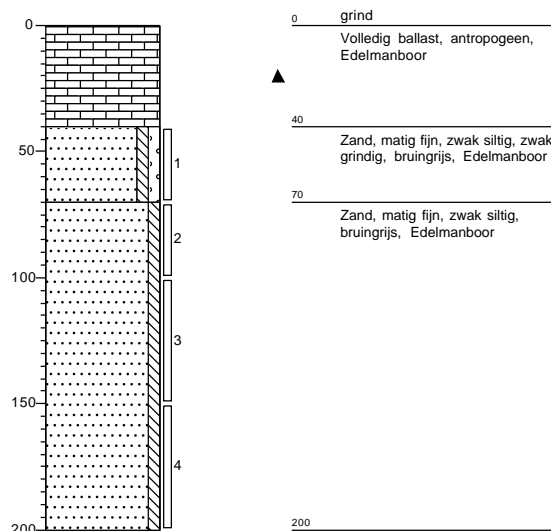 0
50
100
150
200
1
2
3
4
0
grind
Volledig ballast, antropogeen,
Edelmanboor
40
Zand, matig fijn, zwak siltig, zwak
grindig, bruingrijs, Edelmanboor
70
Zand, matig fijn, zwak siltig,
bruingrijs, Edelmanboor
200